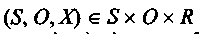 (S, O, X) ∈ S × O × R